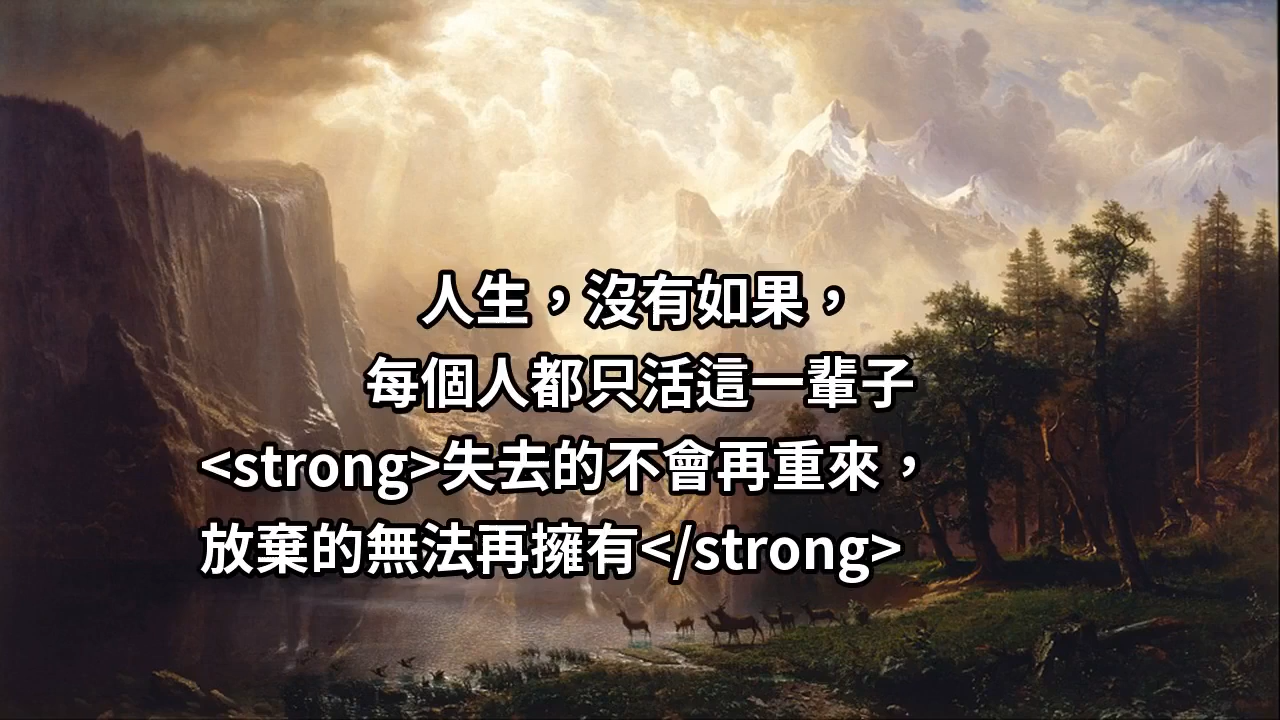 人生，沒有如果，
每個人都只活這一輩子
<strong>失去的不會再重來，
放棄的無法再擁有</strong>